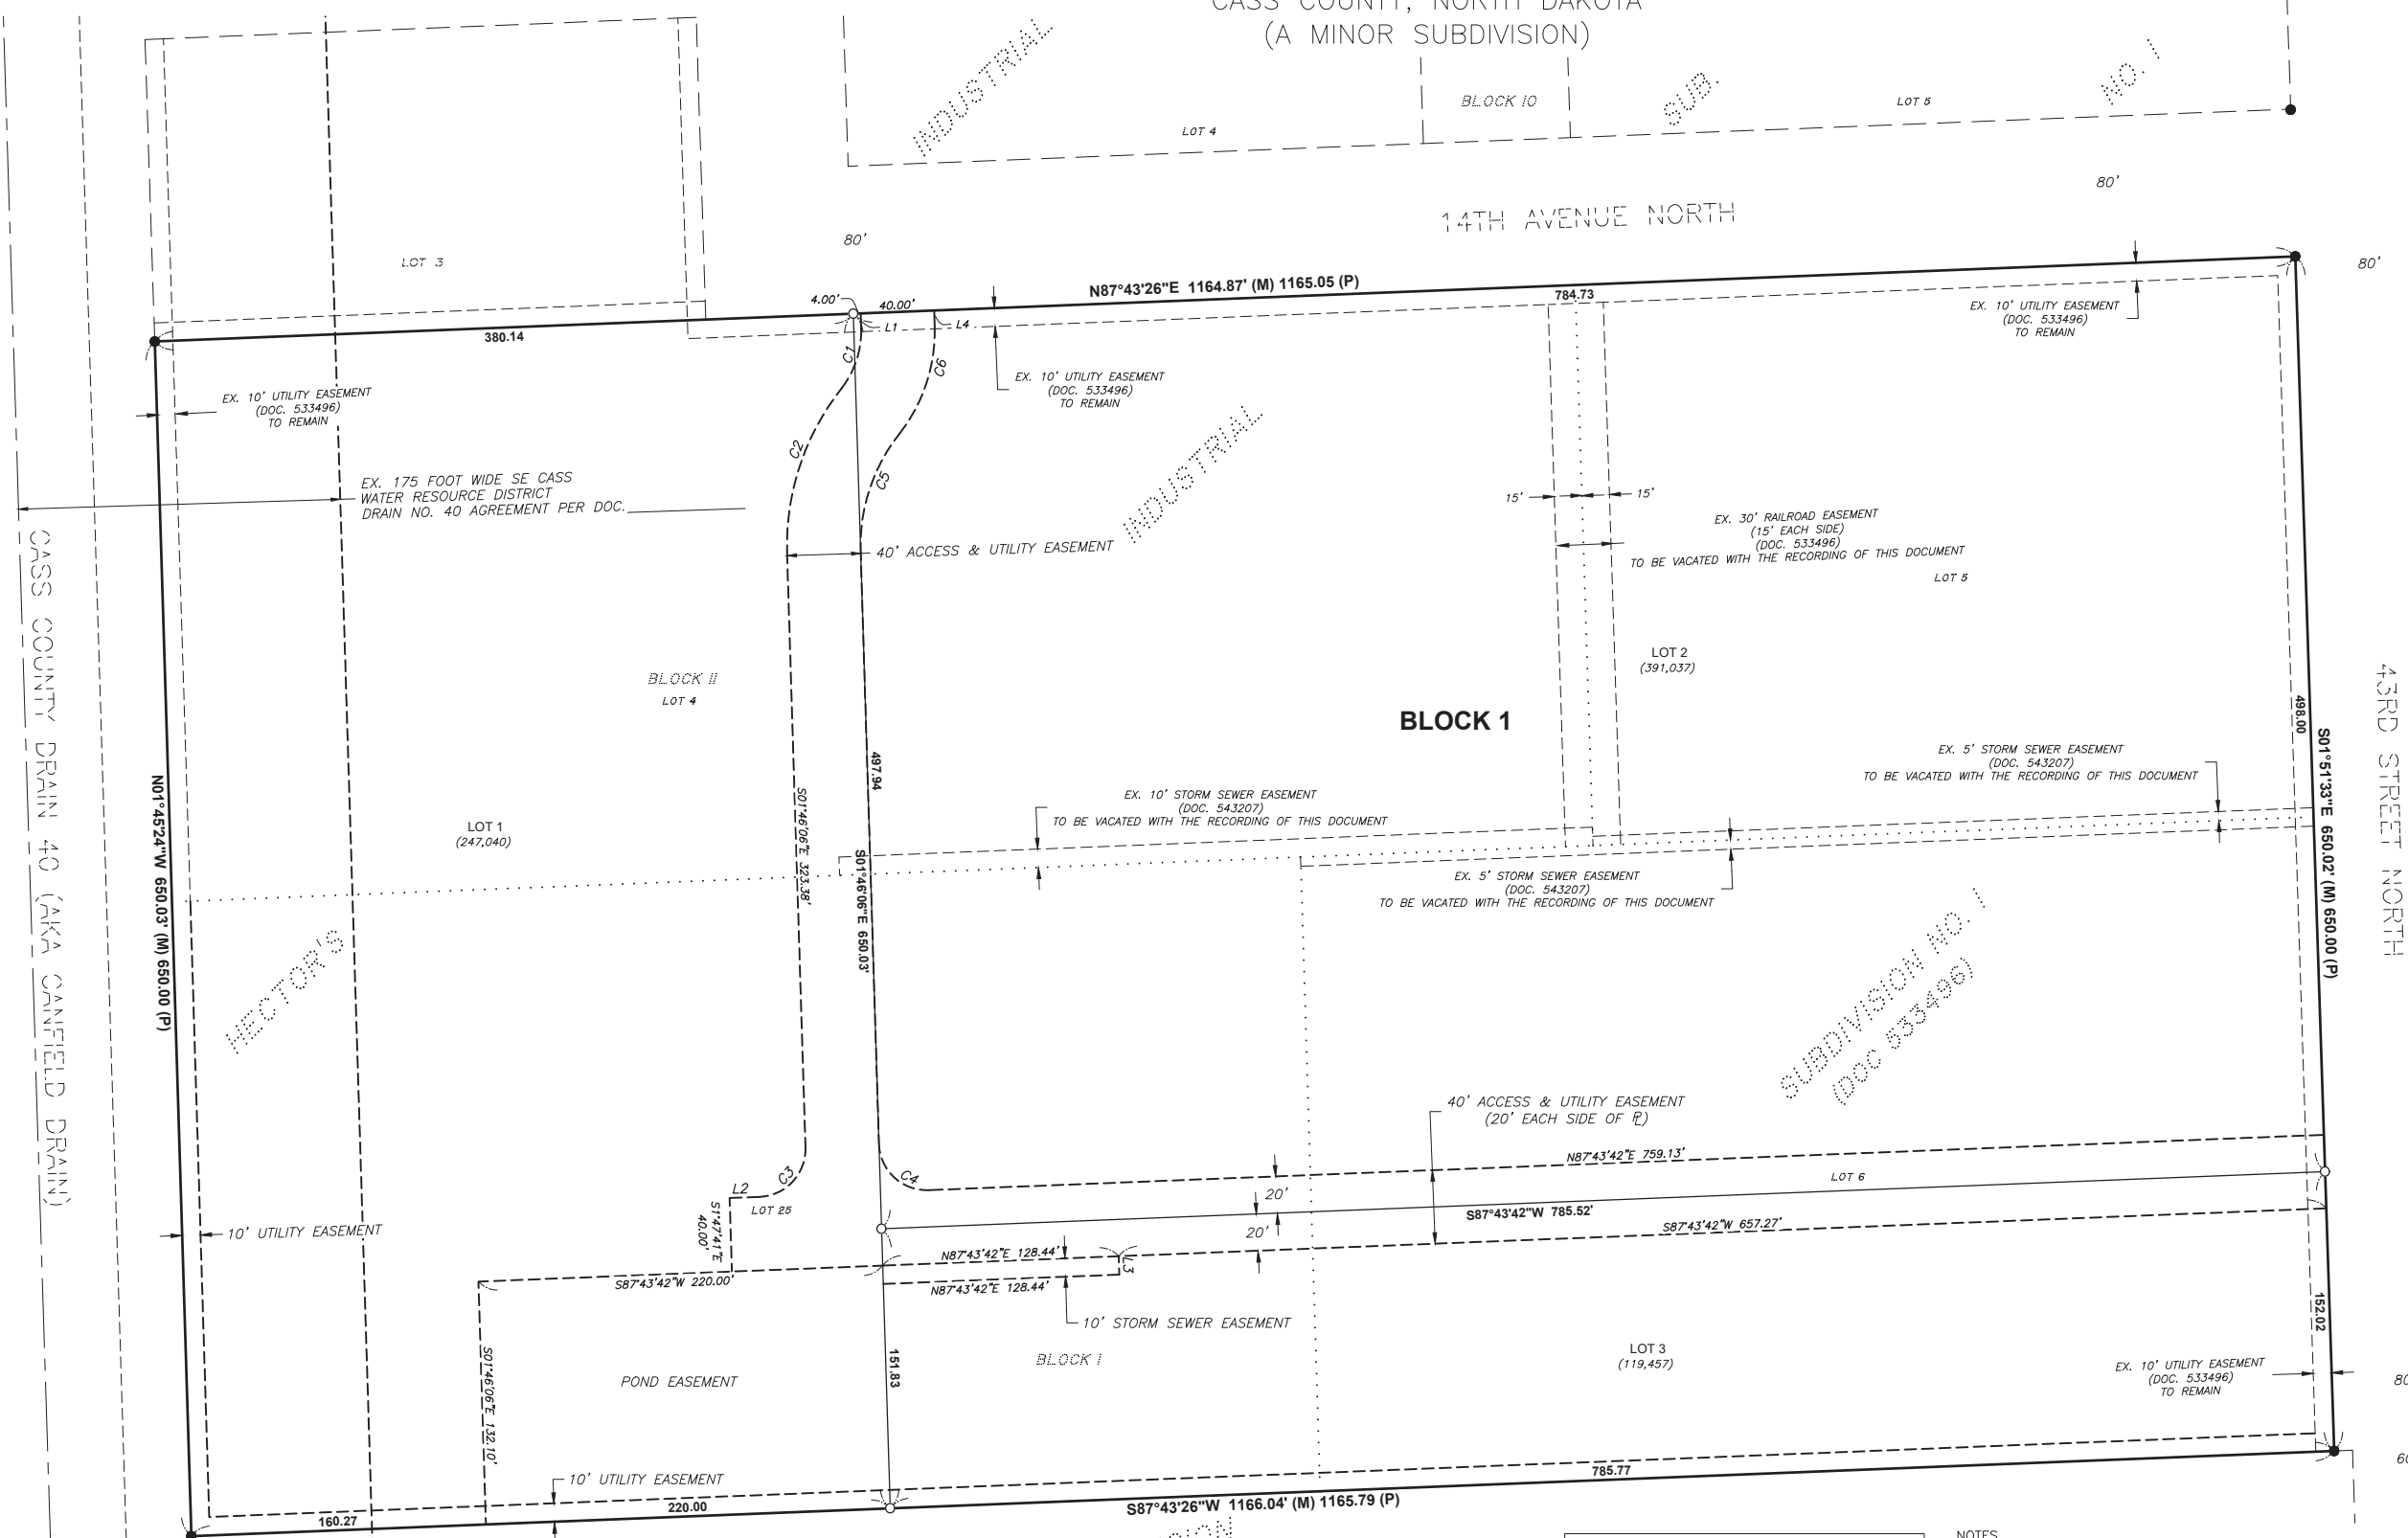 CASS COUNTY, NORTH DAKOTA
(A MINOR SUBDIVISION)
INDUSTRIAL
SUB.
NO. 1
BLOCK 10
LOT 4
LOT 5
80'
14TH AVENUE NORTH
80'
80'
LOT 3
4.00'
40.00'
N87°43'26"E 1164.87' (M) 1165.05 (P)
784.73
380.14
L1
L4
C1
C6
EX. 10' UTILITY EASEMENT
(DOC. 533496)
TO REMAIN
EX. 10' UTILITY EASEMENT
(DOC. 533496)
TO REMAIN
EX. 10' UTILITY EASEMENT
(DOC. 533496)
TO REMAIN
C2
C5
INDUSTRIAL
EX. 175 FOOT WIDE SE CASS
WATER RESOURCE DISTRICT
DRAIN NO. 40 AGREEMENT PER DOC.
15'
15'
EX. 30' RAILROAD EASEMENT
(15' EACH SIDE)
(DOC. 533496)
TO BE VACATED WITH THE RECORDING OF THIS DOCUMENT
LOT 5
40' ACCESS & UTILITY EASEMENT
LOT 2
(391,037)
BLOCK 11
LOT 4
BLOCK 1
498.00
S01°51'33"E 650.02' (M) 650.00 (P)
43RD STREET NORTH
497.94
EX. 5' STORM SEWER EASEMENT
(DOC. 543207)
TO BE VACATED WITH THE RECORDING OF THIS DOCUMENT
EX. 10' STORM SEWER EASEMENT
(DOC. 543207)
TO BE VACATED WITH THE RECORDING OF THIS DOCUMENT
LOT 1
(247,040)
N01°45'24"W 650.03' (M) 650.00 (P)
S01°46'06"E 323.38'
S01°46'06"E 650.03'
EX. 5' STORM SEWER EASEMENT
(DOC. 543207)
TO BE VACATED WITH THE RECORDING OF THIS DOCUMENT
CASS COUNTY DRAIN 40 (AKA CANFIELD DRAIN)
HECTOR'S
SUBDIVISION NO. 1
(DOC 533496)
40' ACCESS & UTILITY EASEMENT
(20' EACH SIDE OF ℄)
N87°43'42"E 759.13'
LOT 6
C3
C4
L2
LOT 25
S1°47'41"E
40.00'
20'
20'
S87°43'42"W 785.52'
S87°43'42"W 657.27'
10' UTILITY EASEMENT
N87°43'42"E 128.44'
L3
S87°43'42"W 220.00'
N87°43'42"E 128.44'
10' STORM SEWER EASEMENT
BLOCK 1
152.02
LOT 3
(119,457)
151.83
POND EASEMENT
S01°46'06"E 132.10'
EX. 10' UTILITY EASEMENT
(DOC. 533496)
TO REMAIN
80
60
10' UTILITY EASEMENT
785.77
160.27
220.00
S87°43'26"W 1166.04' (M) 1165.79 (P)
NOTES